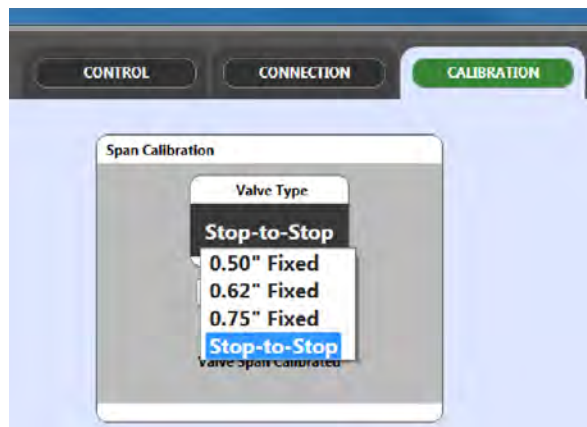 CONTROL CONNECTION CALIBRATION
Span Calibration
Valve Type
Stop-to-Stop
0.50" Fixed
0.62" Fixed
0.75" Fixed
Stop-to-Stop
Valve Span Calibrated